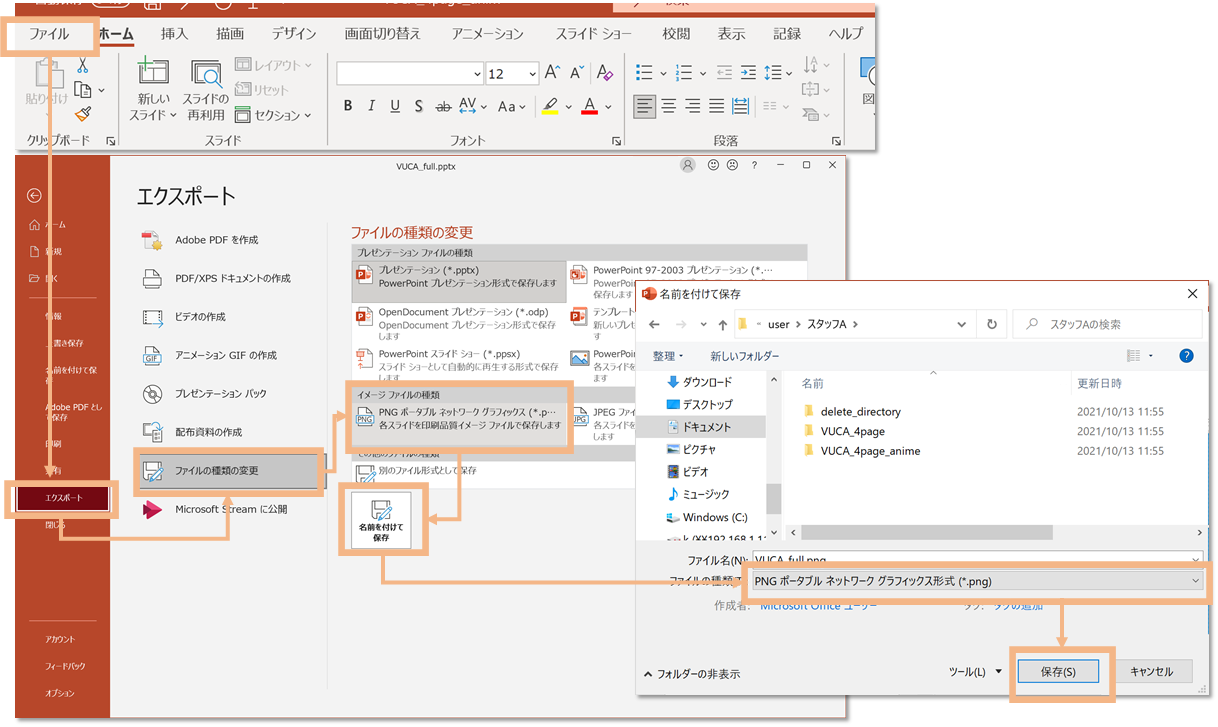 ファイル
ホーム
挿入
描画
デザイン
画面切り替え
アニメーション
スライド ショー
校閲
表示
記録
ヘルプ
貼り付け
新しい
スライド
スライドの
再利用
レイアウト
リセット
セクション
12
B I U S ab AV Aa A
クリップボード
スライド
フォント
段落
VUCA_full.pptx
?
エクスポート
情報
名前を付けて保
Adobe PDF とし
て保存
印刷
エクスポート
閉じる
アカウント
フィードバック
オプション
Adobe PDF を作成
PDF/XPS ドキュメントの作成
ビデオの作成
アニメーション GIF の作成
プレゼンテーション パック
配布資料の作成
ファイルの種類の変更
Microsoft Stream に公開
ファイルの種類の変更
プレゼンテーション ファイルの種類
プレゼンテーション (*.pptx)
PowerPoint プレゼンテーション形式で保存します
PowerPoint 97-2003 プレゼンテーション (*.…
保存します
OpenDocument プレゼンテーション (*.odp)
OpenDocument プレゼンテーション形式で保存
します
テンプレート
新しいプレゼ
PowerPoint スライド ショー (*.ppsx)
スライド ショーとして自動的に再生する形式で保存
します
PowerPoin
各スライドを
ます
イメージ ファイルの種類
PNG ポータブル ネットワーク グラフィックス (*.p…
各スライドを印刷品質イメージ ファイルで保存します
JPEG ファイ
各スライドを
します
その他のファイルの種類
別のファイル形式として保存
名前を付けて
保存
名前を付けて保存
user
スタッフA
スタッフAの検索
整理
新しいフォルダー
?
ダウンロード
デスクトップ
ドキュメント
ピクチャ
ビデオ
ミュージック
Windows (C:)
名前
更新日時
delete_directory
2021/10/13 11:55
VUCA_4page
2021/10/13 11:55
VUCA_4page_anime
2021/10/13 11:55
ファイル名(N):
VUCA_full.png
ファイルの種類
PNG ポータブル ネットワーク グラフィックス形式 (*.png)
作成者:
Microsoft Office ユーザー
タグ:
タグの追加
フォルダーの非表示
ツール(L)
保存(S)
キャンセル